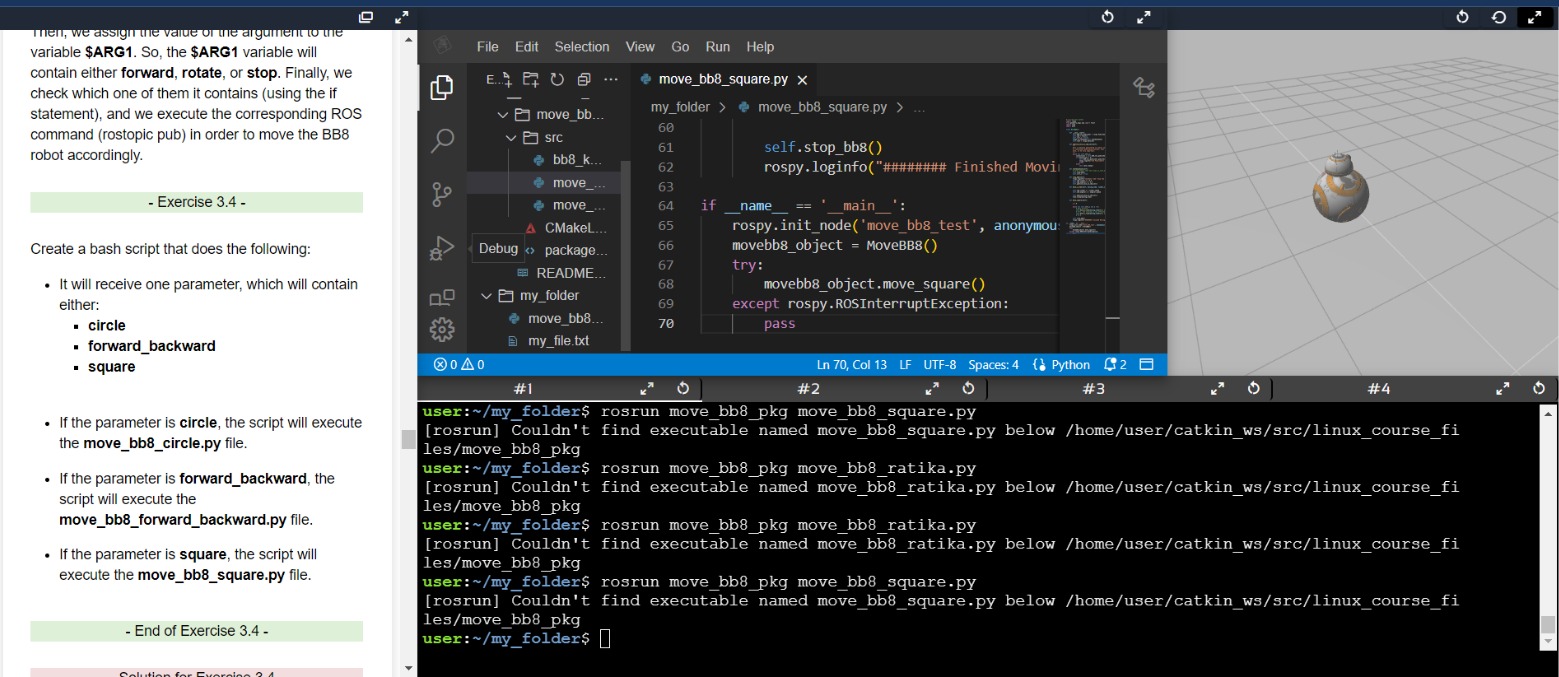 Then, we assign the value of the argument to the
variable $ARG1. So, the $ARG1 variable will
contain either forward, rotate, or stop. Finally, we
check which one of them it contains (using the if
statement), and we execute the corresponding ROS
command (rostopic pub) in order to move the BB8
robot accordingly.
- Exercise 3.4 -
Create a bash script that does the following:
• It will receive one parameter, which will contain
either:
▪ circle
▪ forward_backward
▪ square
• If the parameter is circle, the script will execute
the move_bb8_circle.py file.
• If the parameter is forward_backward, the
script will execute the
move_bb8_forward_backward.py file.
• If the parameter is square, the script will
execute the move_bb8_square.py file.
- End of Exercise 3.4 -
Solution for Exercise 3.4
File Edit Selection View Go Run Help
E...
move_bb...
src
bb8_k...
move_...
move_...
CMakeL...
Debug
package...
README...
my_folder
move_bb8...
my_file.txt
move_bb8_square.py ×
my_folder > move_bb8_square.py > ...
60
61 self.stop_bb8()
62 rospy.loginfo("######## Finished Movi
63
64 if __name__ == '__main__':
65 rospy.init_node('move_bb8_test', anonymou
66 movebb8_object = MoveBB8()
67 try:
68 movebb8_object.move_square()
69 except rospy.ROSInterruptException:
70 pass
0 0 Ln 70, Col 13 LF UTF-8 Spaces: 4 Python 2
#1 #2 #3 #4
user:~/my_folder$ rosrun move_bb8_pkg move_bb8_square.py
[rosrun] Couldn't find executable named move_bb8_square.py below /home/user/catkin_ws/src/linux_course_fi
les/move_bb8_pkg
user:~/my_folder$ rosrun move_bb8_pkg move_bb8_ratika.py
[rosrun] Couldn't find executable named move_bb8_ratika.py below /home/user/catkin_ws/src/linux_course_fi
les/move_bb8_pkg
user:~/my_folder$ rosrun move_bb8_pkg move_bb8_ratika.py
[rosrun] Couldn't find executable named move_bb8_ratika.py below /home/user/catkin_ws/src/linux_course_fi
les/move_bb8_pkg
user:~/my_folder$ rosrun move_bb8_pkg move_bb8_square.py
[rosrun] Couldn't find executable named move_bb8_square.py below /home/user/catkin_ws/src/linux_course_fi
les/move_bb8_pkg
user:~/my_folder$